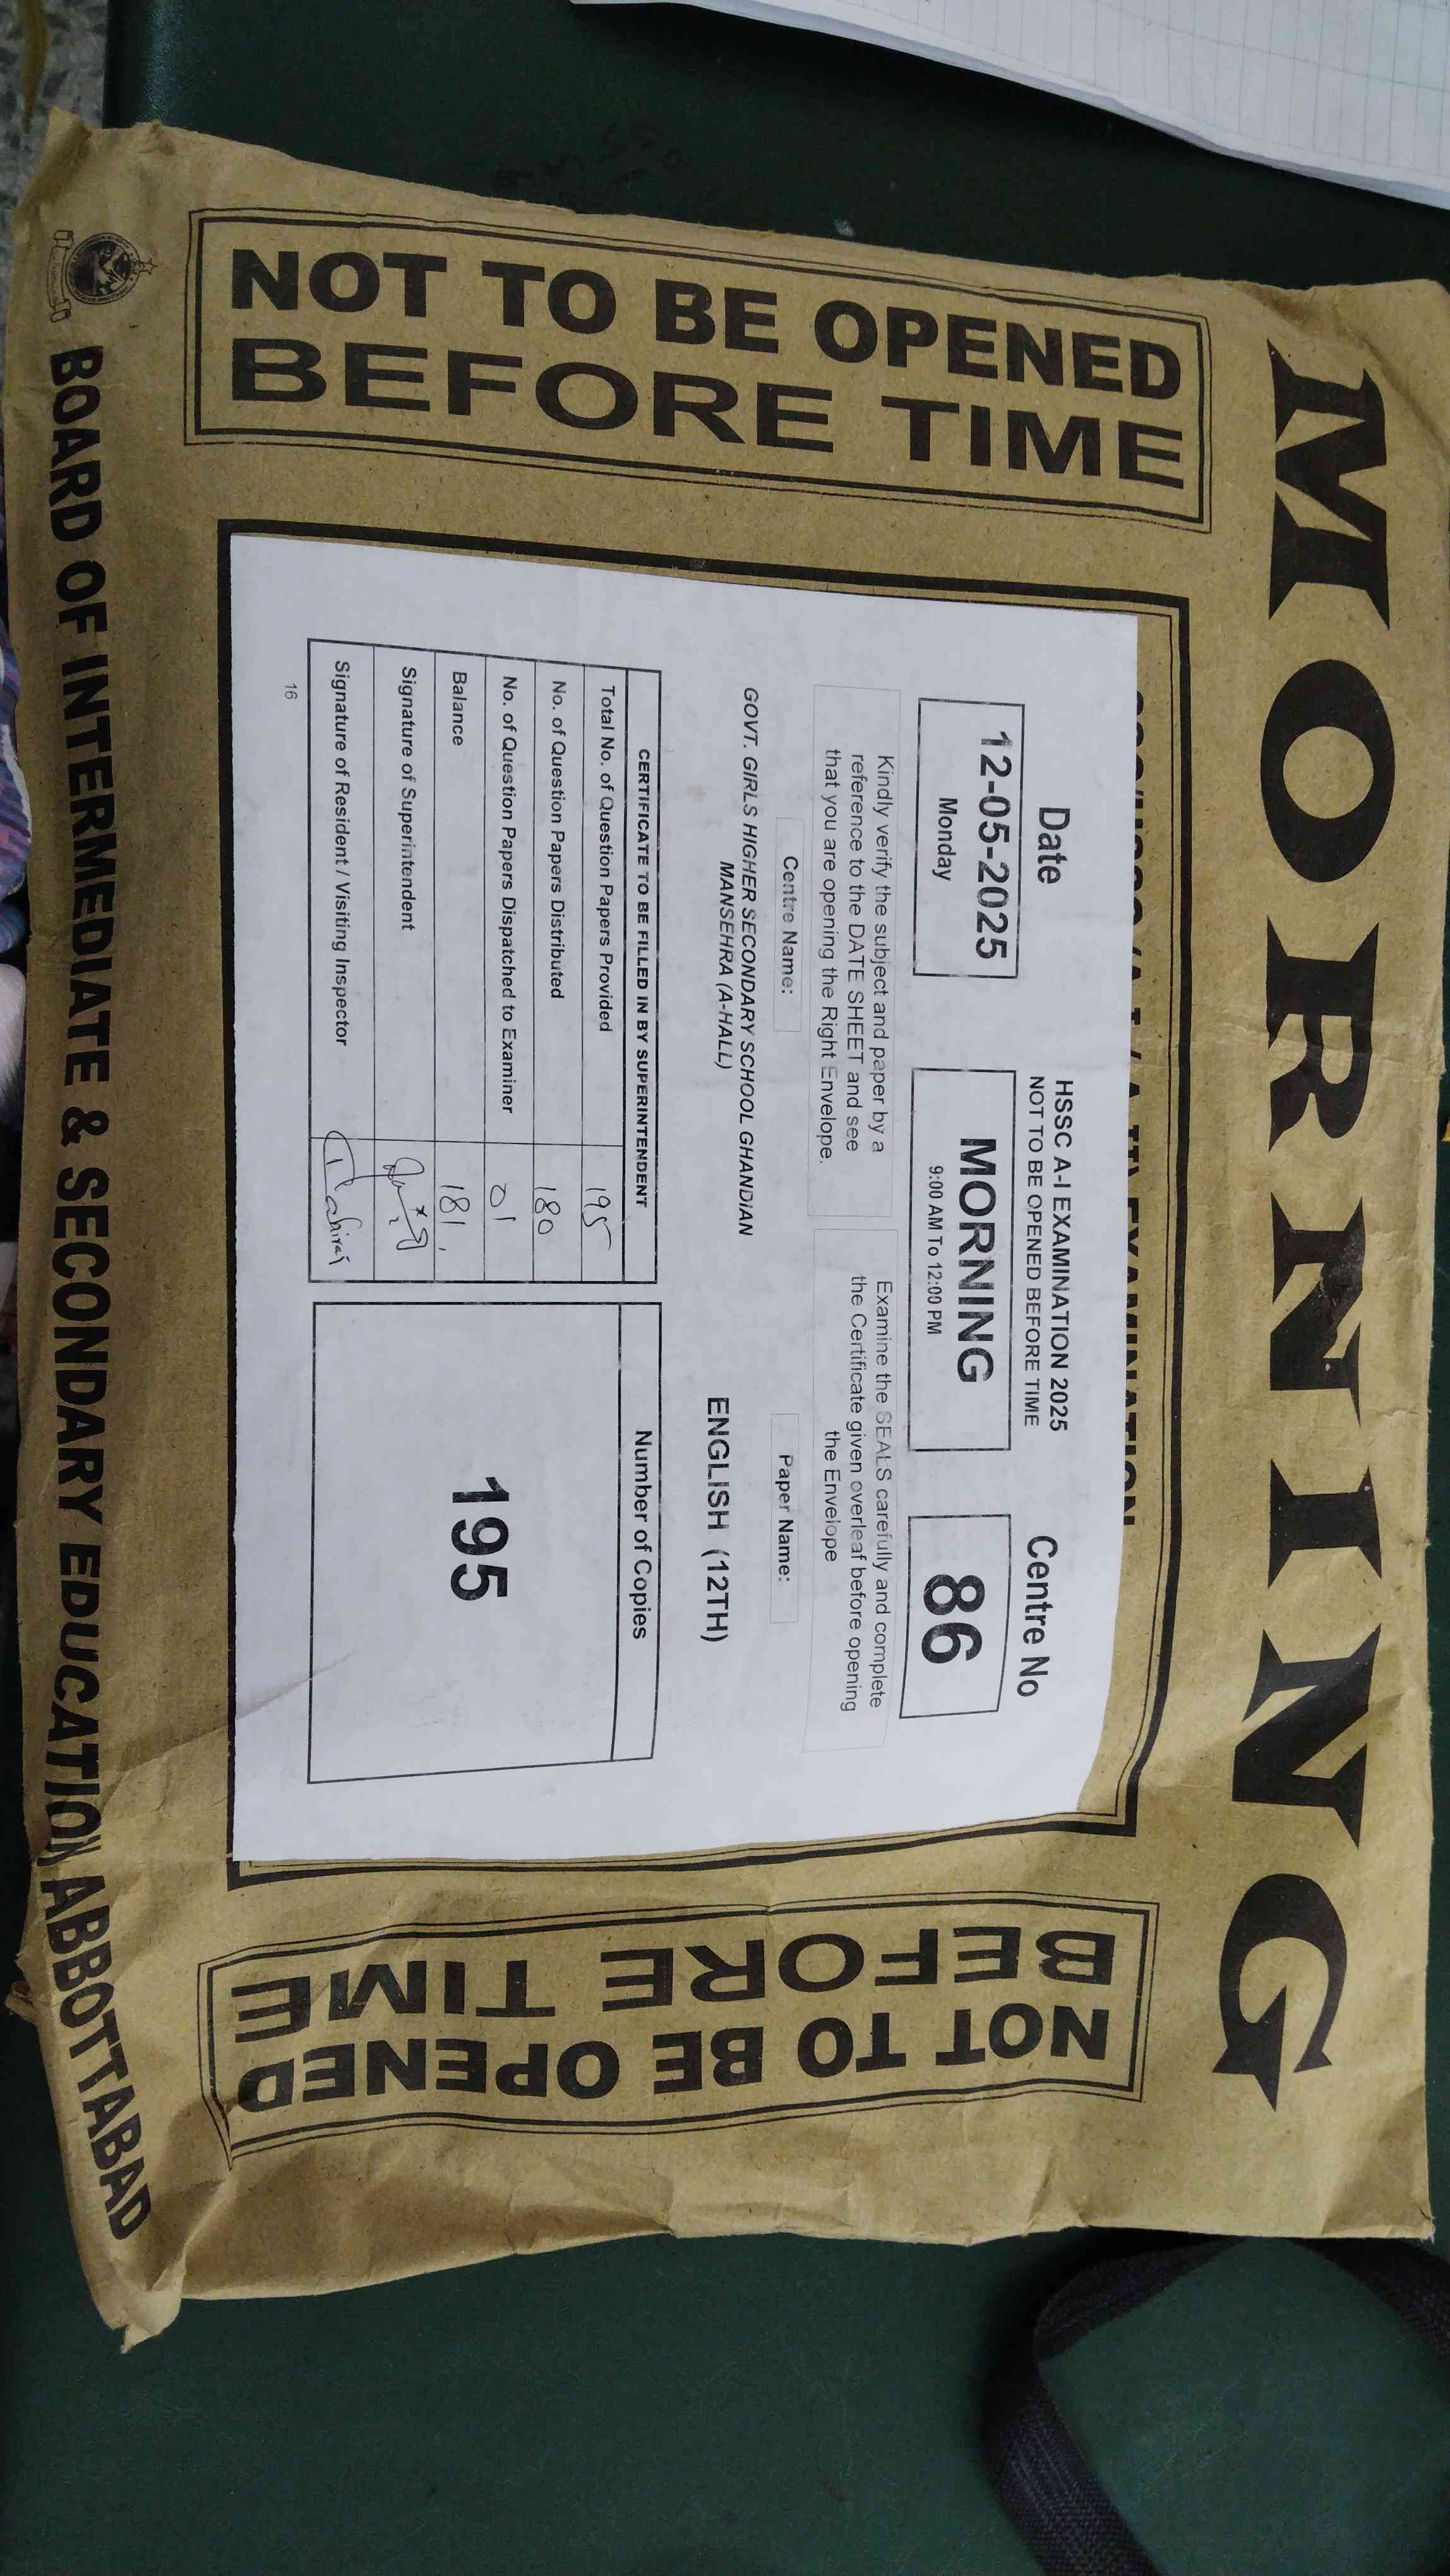 MORNING
NOT TO BE OPENED
BEFORE TIME
EXAMINATION
Date
12-05-2025
Monday
HSSC A-I EXAMINATION 2025
NOT TO BE OPENED BEFORE TIME
MORNING
9:00 AM To 12:00 PM
Centre No
86
Kindly verify the subject and paper by a
reference to the DATE SHEET and see
that you are opening the Right Envelope.
Examine the SEALS carefully and complete
the Certificate given overleaf before opening
the Envelope
Centre Name:
GOVT. GIRLS HIGHER SECONDARY SCHOOL GHANDIAN
MANSEHRA (A-HALL)
Paper Name:
ENGLISH (12TH)
CERTIFICATE TO BE FILLED IN BY SUPERINTENDENT
Total No. of Question Papers Provided 195
No. of Question Papers Distributed 180
No. of Question Papers Dispatched to Examiner 01
Balance 181
Signature of Superintendent
Signature of Resident / Visiting Inspector
Number of Copies
195
16
NOT TO BE OPENED
BEFORE TIME
BOARD OF INTERMEDIATE & SECONDARY EDUCATION ABBOTTABAD